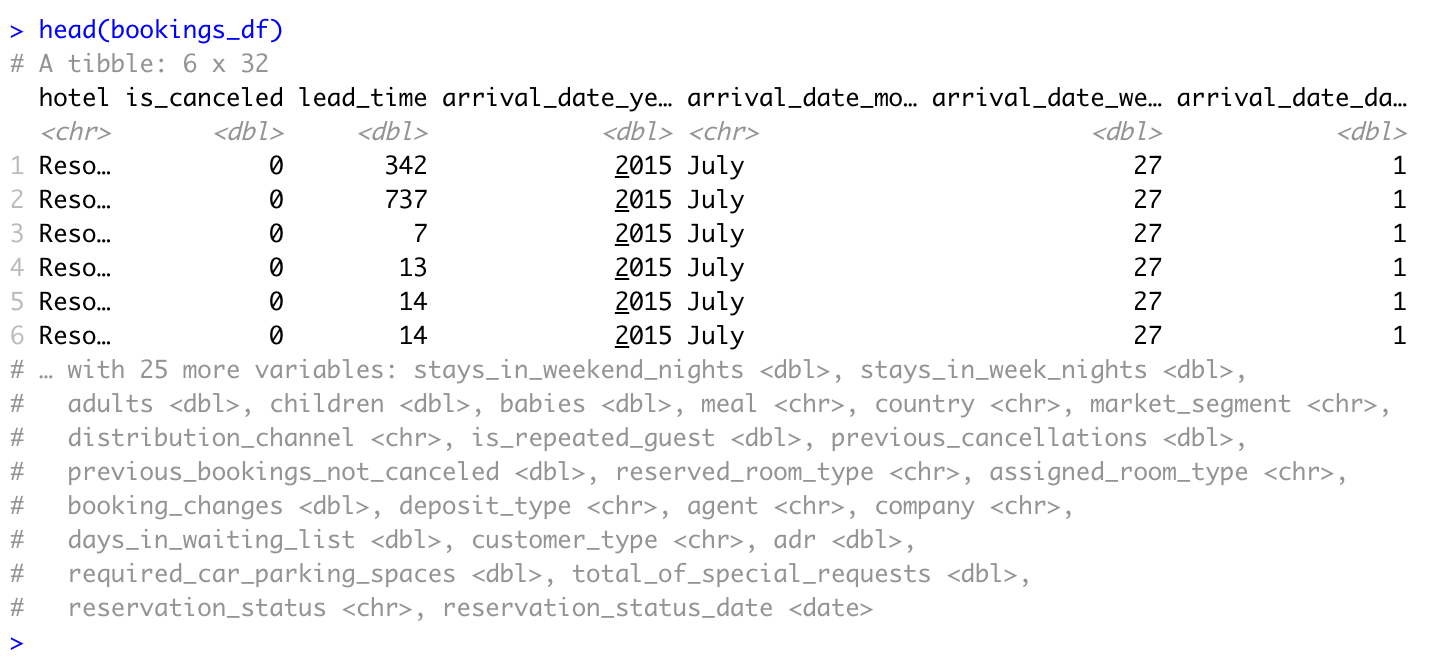 > head(bookings_df)
# A tibble: 6 x 32
  hotel is_canceled lead_time arrival_date_ye… arrival_date_mo… arrival_date_we… arrival_date_da…
  <chr>       <dbl>     <dbl>            <dbl> <chr>                       <dbl>            <dbl>
1 Reso…           0       342             2015 July                           27                1
2 Reso…           0       737             2015 July                           27                1
3 Reso…           0         7             2015 July                           27                1
4 Reso…           0        13             2015 July                           27                1
5 Reso…           0        14             2015 July                           27                1
6 Reso…           0        14             2015 July                           27                1
# … with 25 more variables: stays_in_weekend_nights <dbl>, stays_in_week_nights <dbl>,
#   adults <dbl>, children <dbl>, babies <dbl>, meal <chr>, country <chr>, market_segment <chr>,
#   distribution_channel <chr>, is_repeated_guest <dbl>, previous_cancellations <dbl>,
#   previous_bookings_not_canceled <dbl>, reserved_room_type <chr>, assigned_room_type <chr>,
#   booking_changes <dbl>, deposit_type <chr>, agent <chr>, company <chr>,
#   days_in_waiting_list <dbl>, customer_type <chr>, adr <dbl>,
#   required_car_parking_spaces <dbl>, total_of_special_requests <dbl>,
#   reservation_status <chr>, reservation_status_date <date>
>